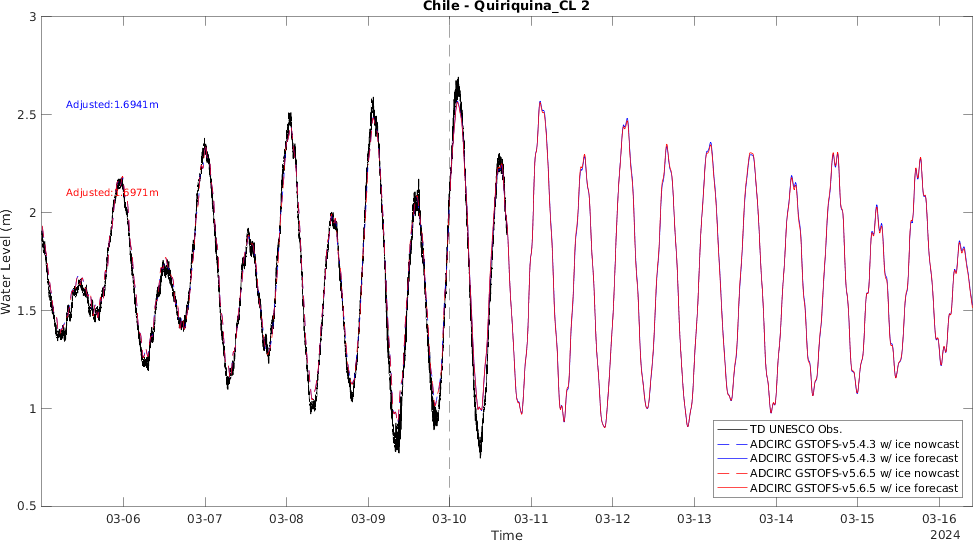 Chile - Quiriquina_CL 2
3
2.5
2
1.5
1
0.5
Water Level (m)
Adjusted:1.6941m
Adjusted:1.6971m
TD UNESCO Obs.
ADCIRC GSTOFS-v5.4.3 w/ ice nowcast
ADCIRC GSTOFS-v5.4.3 w/ ice forecast
ADCIRC GSTOFS-v5.6.5 w/ ice nowcast
ADCIRC GSTOFS-v5.6.5 w/ ice forecast
03-06 03-07 03-08 03-09 03-10 03-11 03-12 03-13 03-14 03-15 03-16
Time
2024